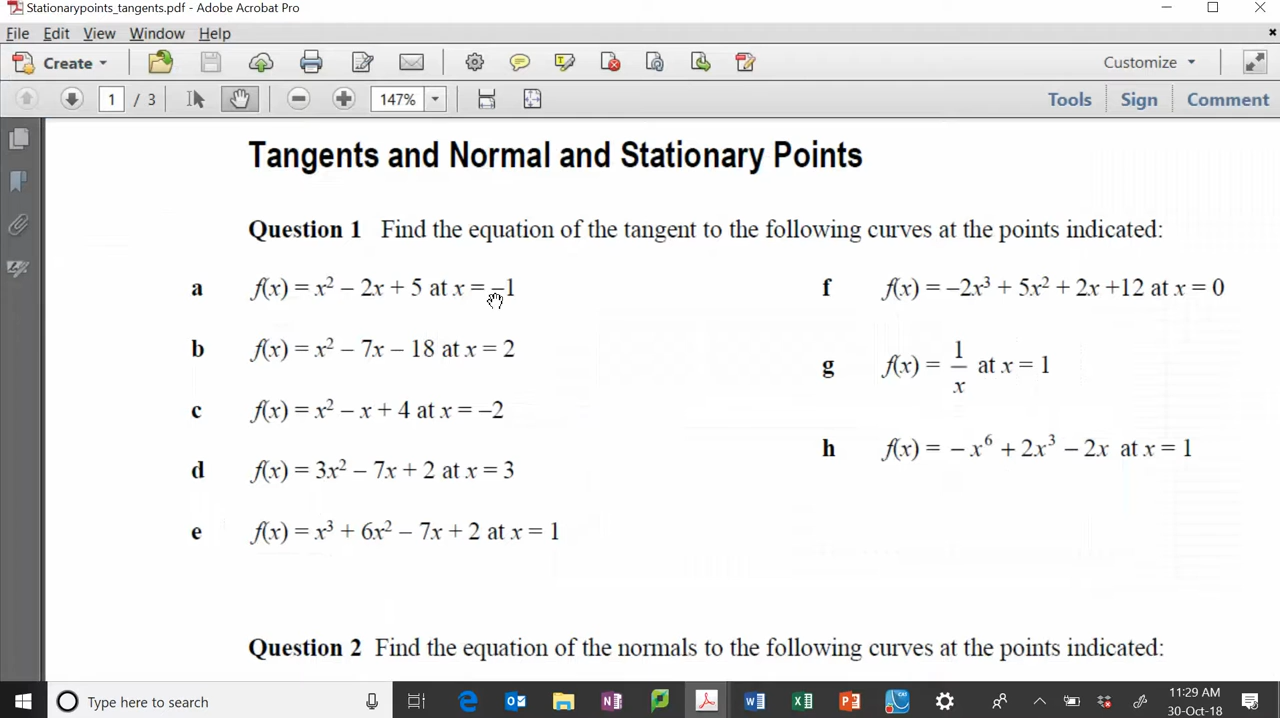 Stationarypoints_tangents.pdf - Adobe Acrobat Pro
File Edit View Window Help
Create Customize
1 / 3 147% Tools Sign Comment
Tangents and Normal and Stationary Points
Question 1 Find the equation of the tangent to the following curves at the points indicated:
a f(x) = x² – 2x + 5 at x = –1
b f(x) = x² – 7x – 18 at x = 2
c f(x) = x² – x + 4 at x = –2
d f(x) = 3x² – 7x + 2 at x = 3
e f(x) = x³ + 6x² – 7x + 2 at x = 1
f f(x) = –2x³ + 5x² + 2x +12 at x = 0
g f(x) = 1/x at x = 1
h f(x) = – x⁶ + 2x³ – 2x at x = 1
Question 2 Find the equation of the normals to the following curves at the points indicated:
Type here to search
11:29 AM
30-Oct-18